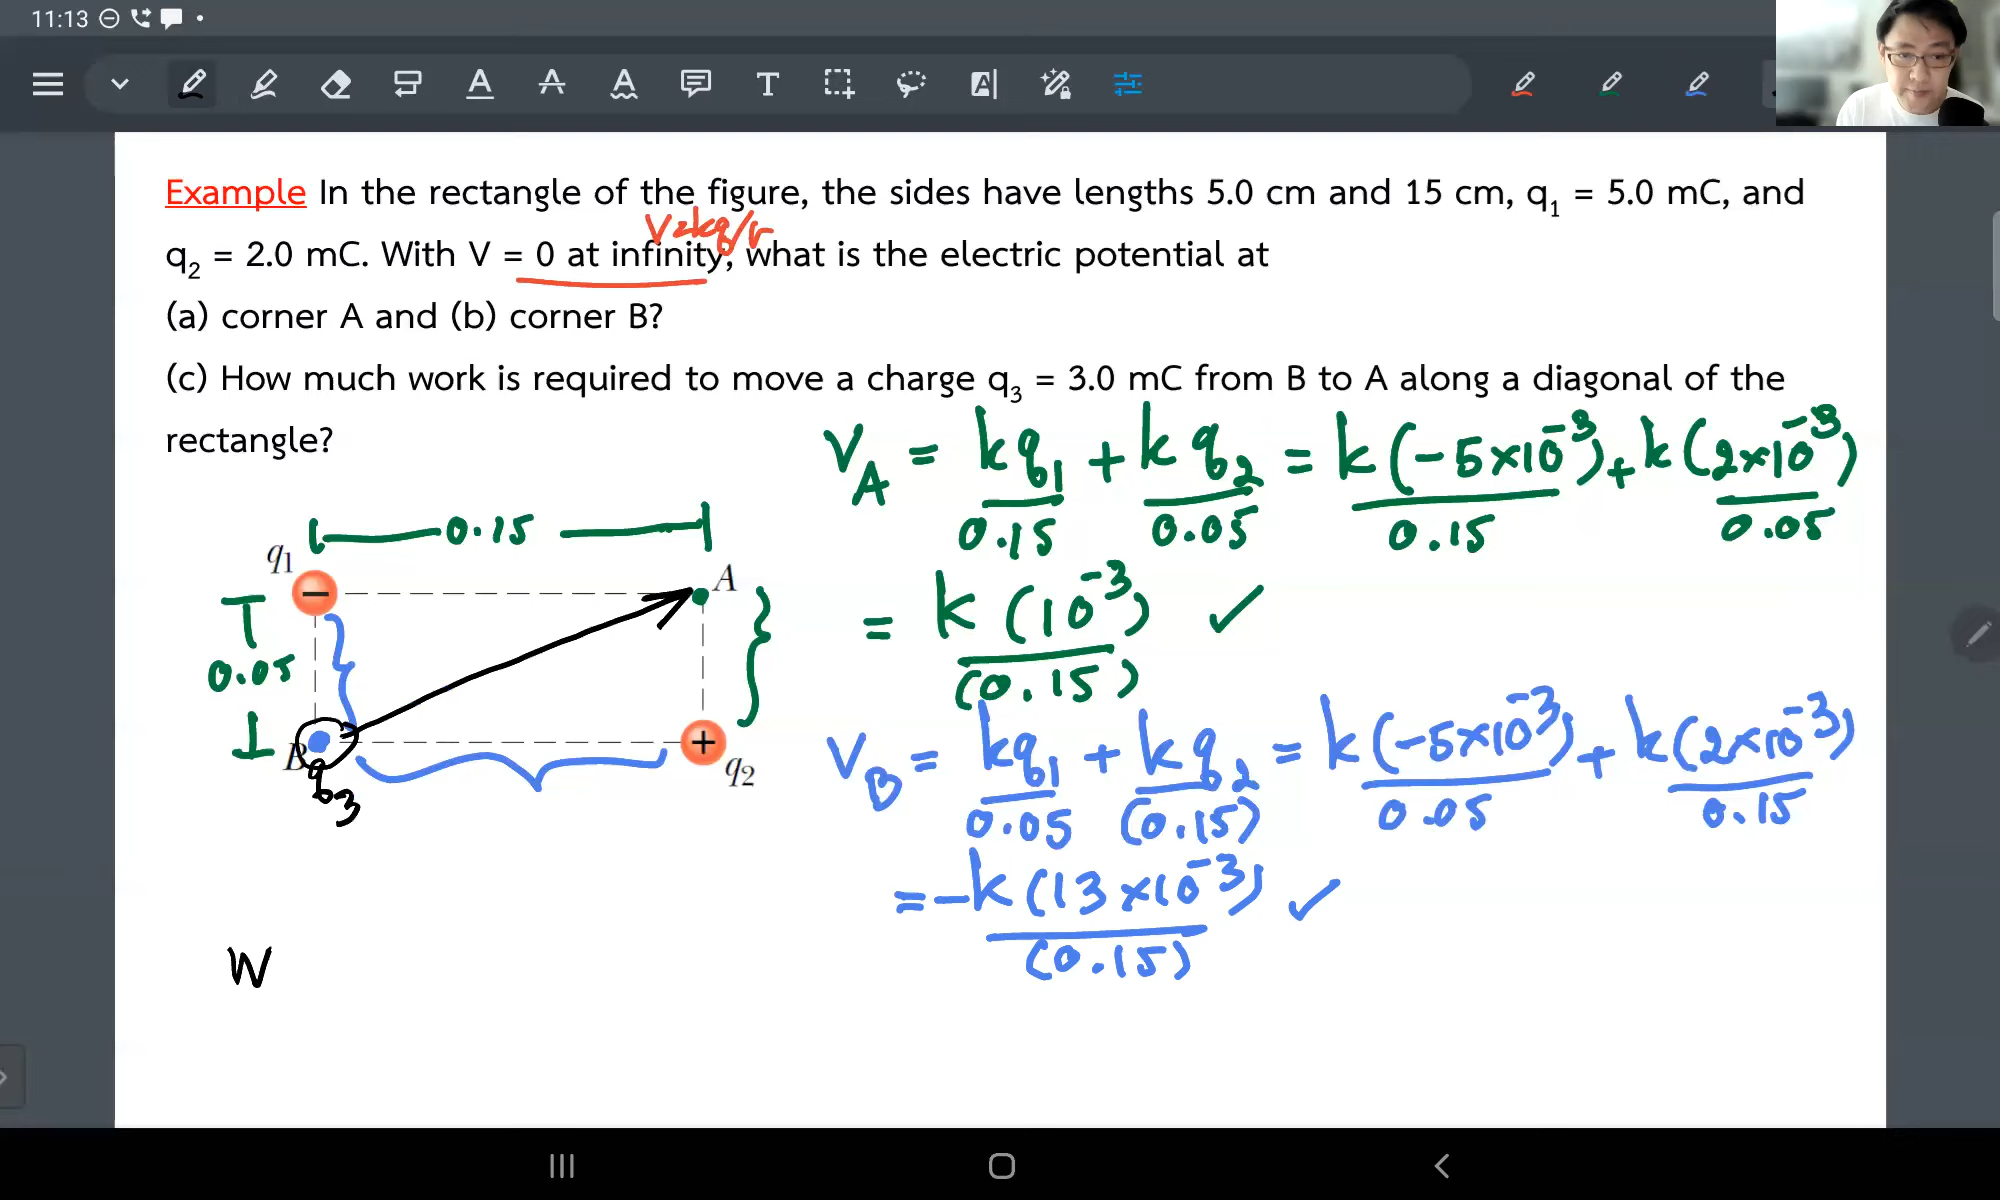 11:13
Example In the rectangle of the figure, the sides have lengths 5.0 cm and 15 cm, q₁ = 5.0 mC, and
V=kq/r
q₂ = 2.0 mC. With V = 0 at infinity, what is the electric potential at
(a) corner A and (b) corner B?
(c) How much work is required to move a charge q₃ = 3.0 mC from B to A along a diagonal of the
rectangle?
V_A = kq₁/0.15 + kq₂/0.05 = k(-5×10⁻³)/0.15 + k(2×10⁻³)/0.05
= k(10⁻³)/(0.15) ✓
0.15
q₁
−
A
0.05
B
q₃
+
q₂
V_B = kq₁/0.05 + kq₂/(0.15) = k(-5×10⁻³)/0.05 + k(2×10⁻³)/0.15
= -k(13×10⁻³)/(0.15) ✓
W